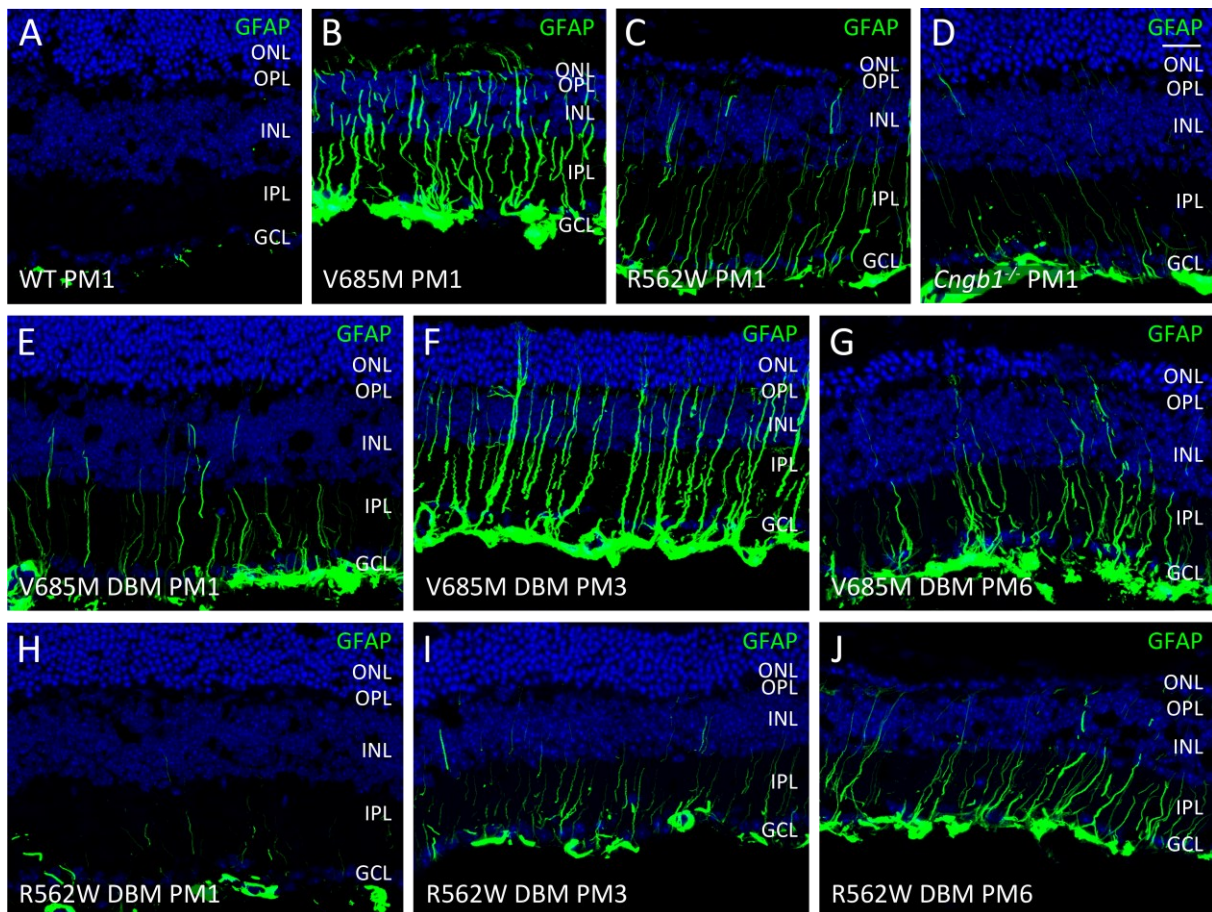 A
GFAP
ONL
OPL
INL
IPL
GCL
WT PM1
B
GFAP
ONL
OPL
INL
IPL
GCL
V685M PM1
C
GFAP
ONL
OPL
INL
IPL
GCL
R562W PM1
D
GFAP
ONL
OPL
INL
IPL
GCL
Cngb1-/- PM1
E
GFAP
ONL
OPL
INL
IPL
GCL
V685M DBM PM1
F
GFAP
ONL
OPL
INL
IPL
GCL
V685M DBM PM3
G
GFAP
ONL
OPL
INL
IPL
GCL
V685M DBM PM6
H
GFAP
ONL
OPL
INL
IPL
GCL
R562W DBM PM1
I
GFAP
ONL
OPL
INL
IPL
GCL
R562W DBM PM3
J
GFAP
ONL
OPL
INL
IPL
GCL
R562W DBM PM6